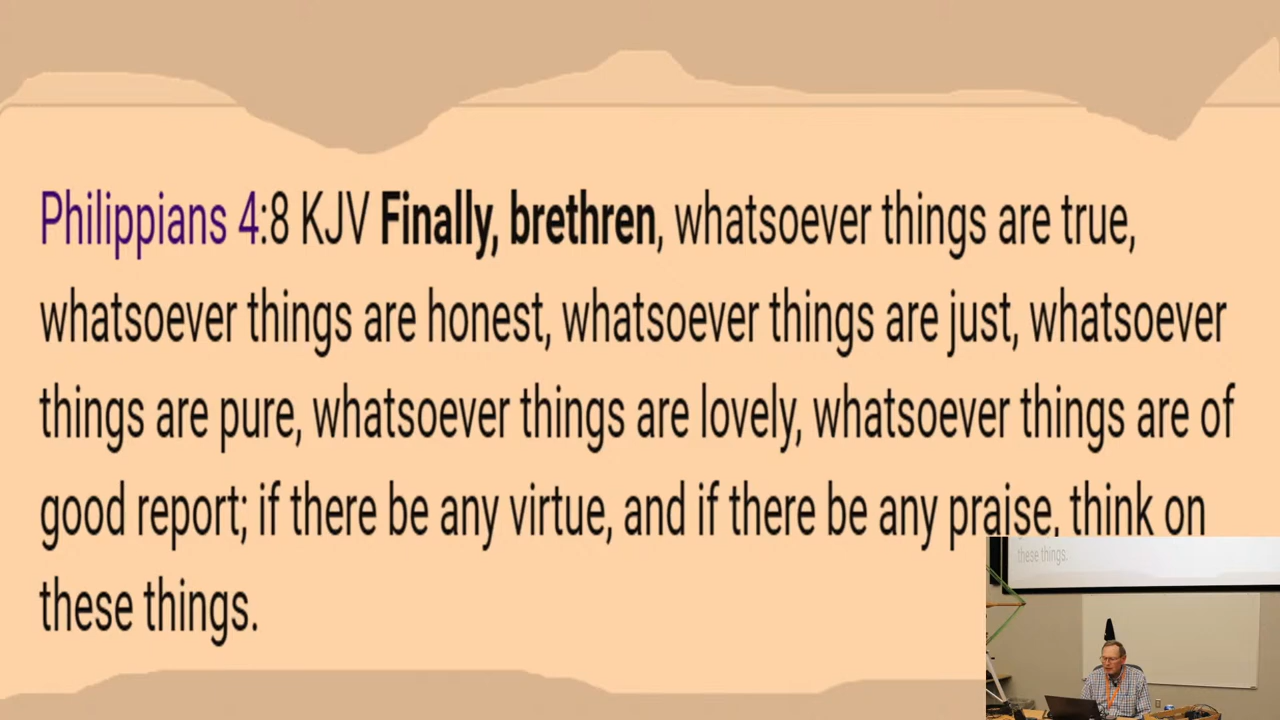 Philippians 4:8 KJV Finally, brethren, whatsoever things are true,
whatsoever things are honest, whatsoever things are just, whatsoever
things are pure, whatsoever things are lovely, whatsoever things are of
good report; if there be any virtue, and if there be any praise, think on
these things.
these things.